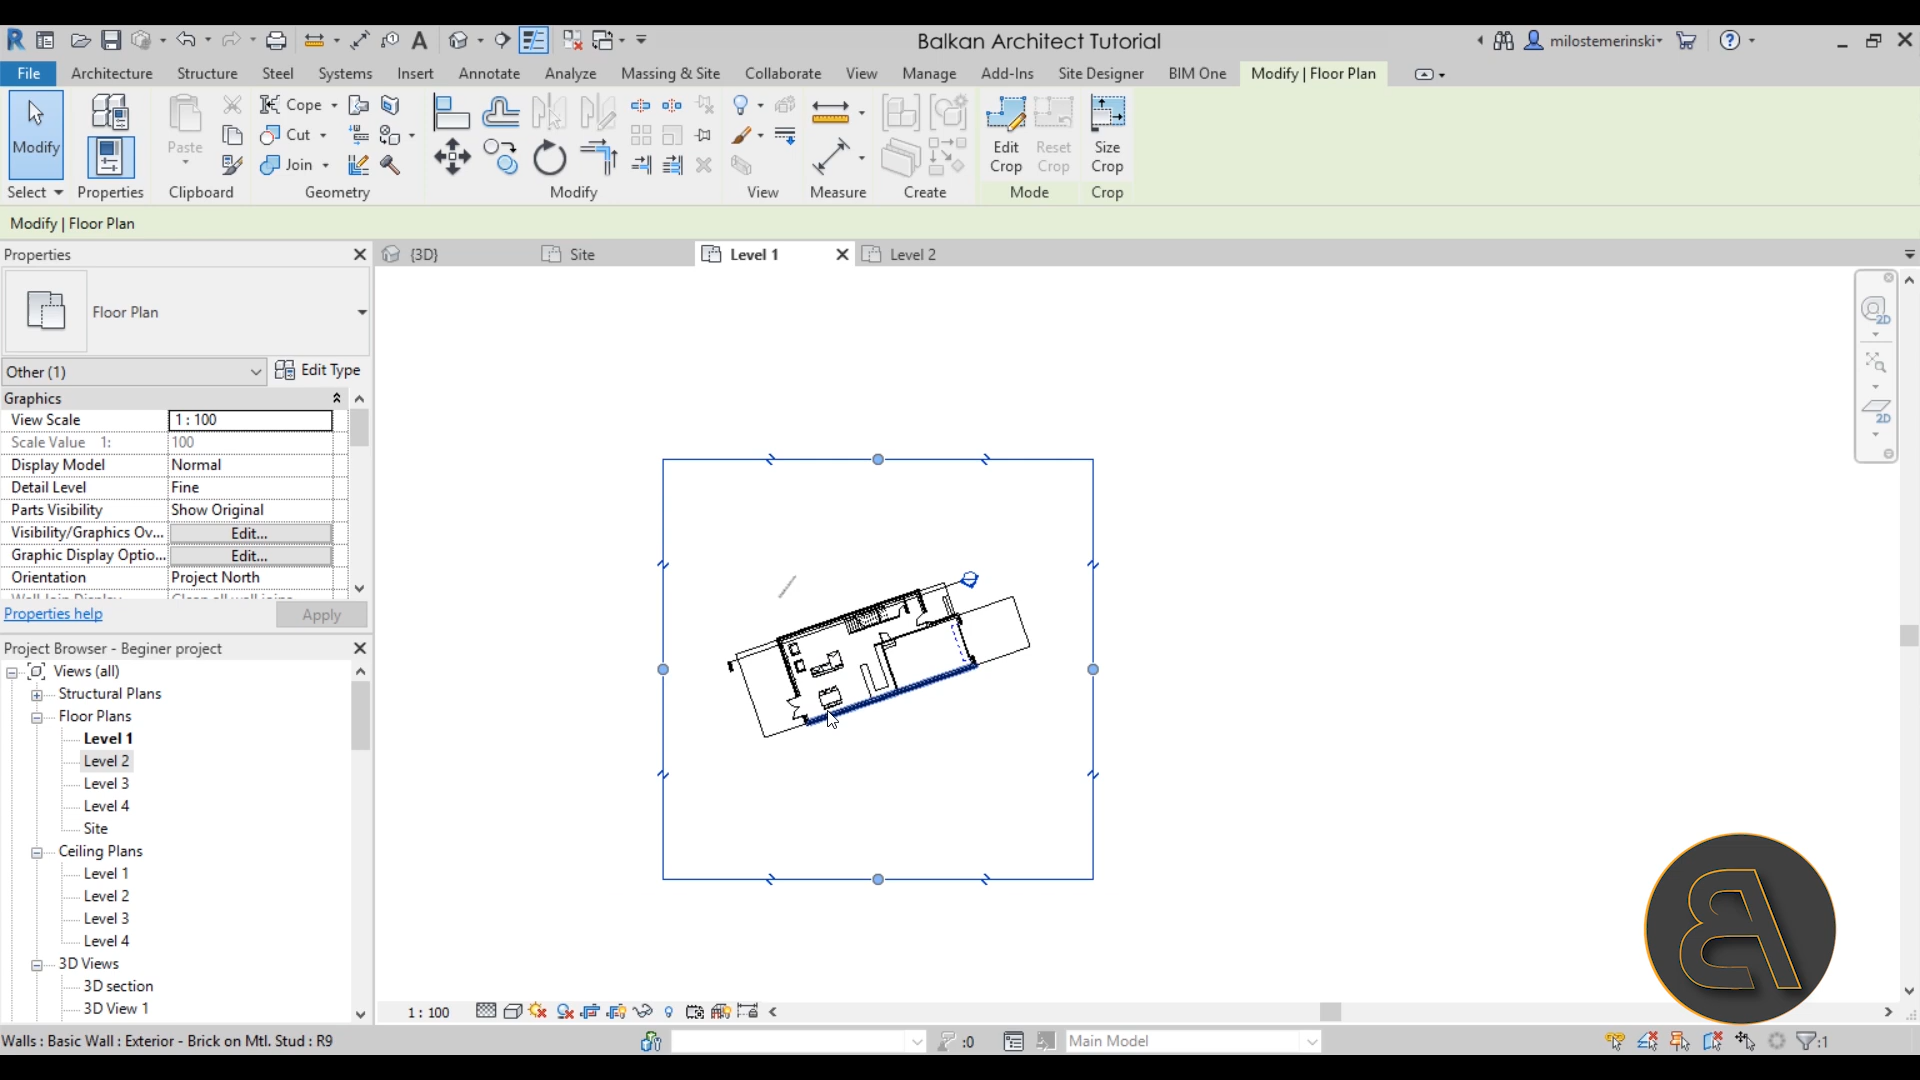 Balkan Architect Tutorial
milostemerinski
File Architecture Structure Steel Systems Insert Annotate Analyze Massing & Site Collaborate View Manage Add-Ins Site Designer BIM One Modify | Floor Plan
Modify
Paste
Cope
Cut
Join
Edit Crop
Reset Crop
Size Crop
Select Properties Clipboard Geometry Modify View Measure Create Mode Crop
Modify | Floor Plan
Properties
{3D} Site Level 1 Level 2
Floor Plan
Other (1) Edit Type
Graphics
View Scale 1 : 100
Scale Value 1: 100
Display Model Normal
Detail Level Fine
Parts Visibility Show Original
Visibility/Graphics Ov... Edit...
Graphic Display Optio... Edit...
Orientation Project North
Properties help Apply
Project Browser - Beginer project
Views (all)
Structural Plans
Floor Plans
Level 1
Level 2
Level 3
Level 4
Site
Ceiling Plans
Level 1
Level 2
Level 3
Level 4
3D Views
3D section
3D View 1
1 : 100
2D
2D
Walls : Basic Wall : Exterior - Brick on Mtl. Stud : R9
:0
Main Model
:1